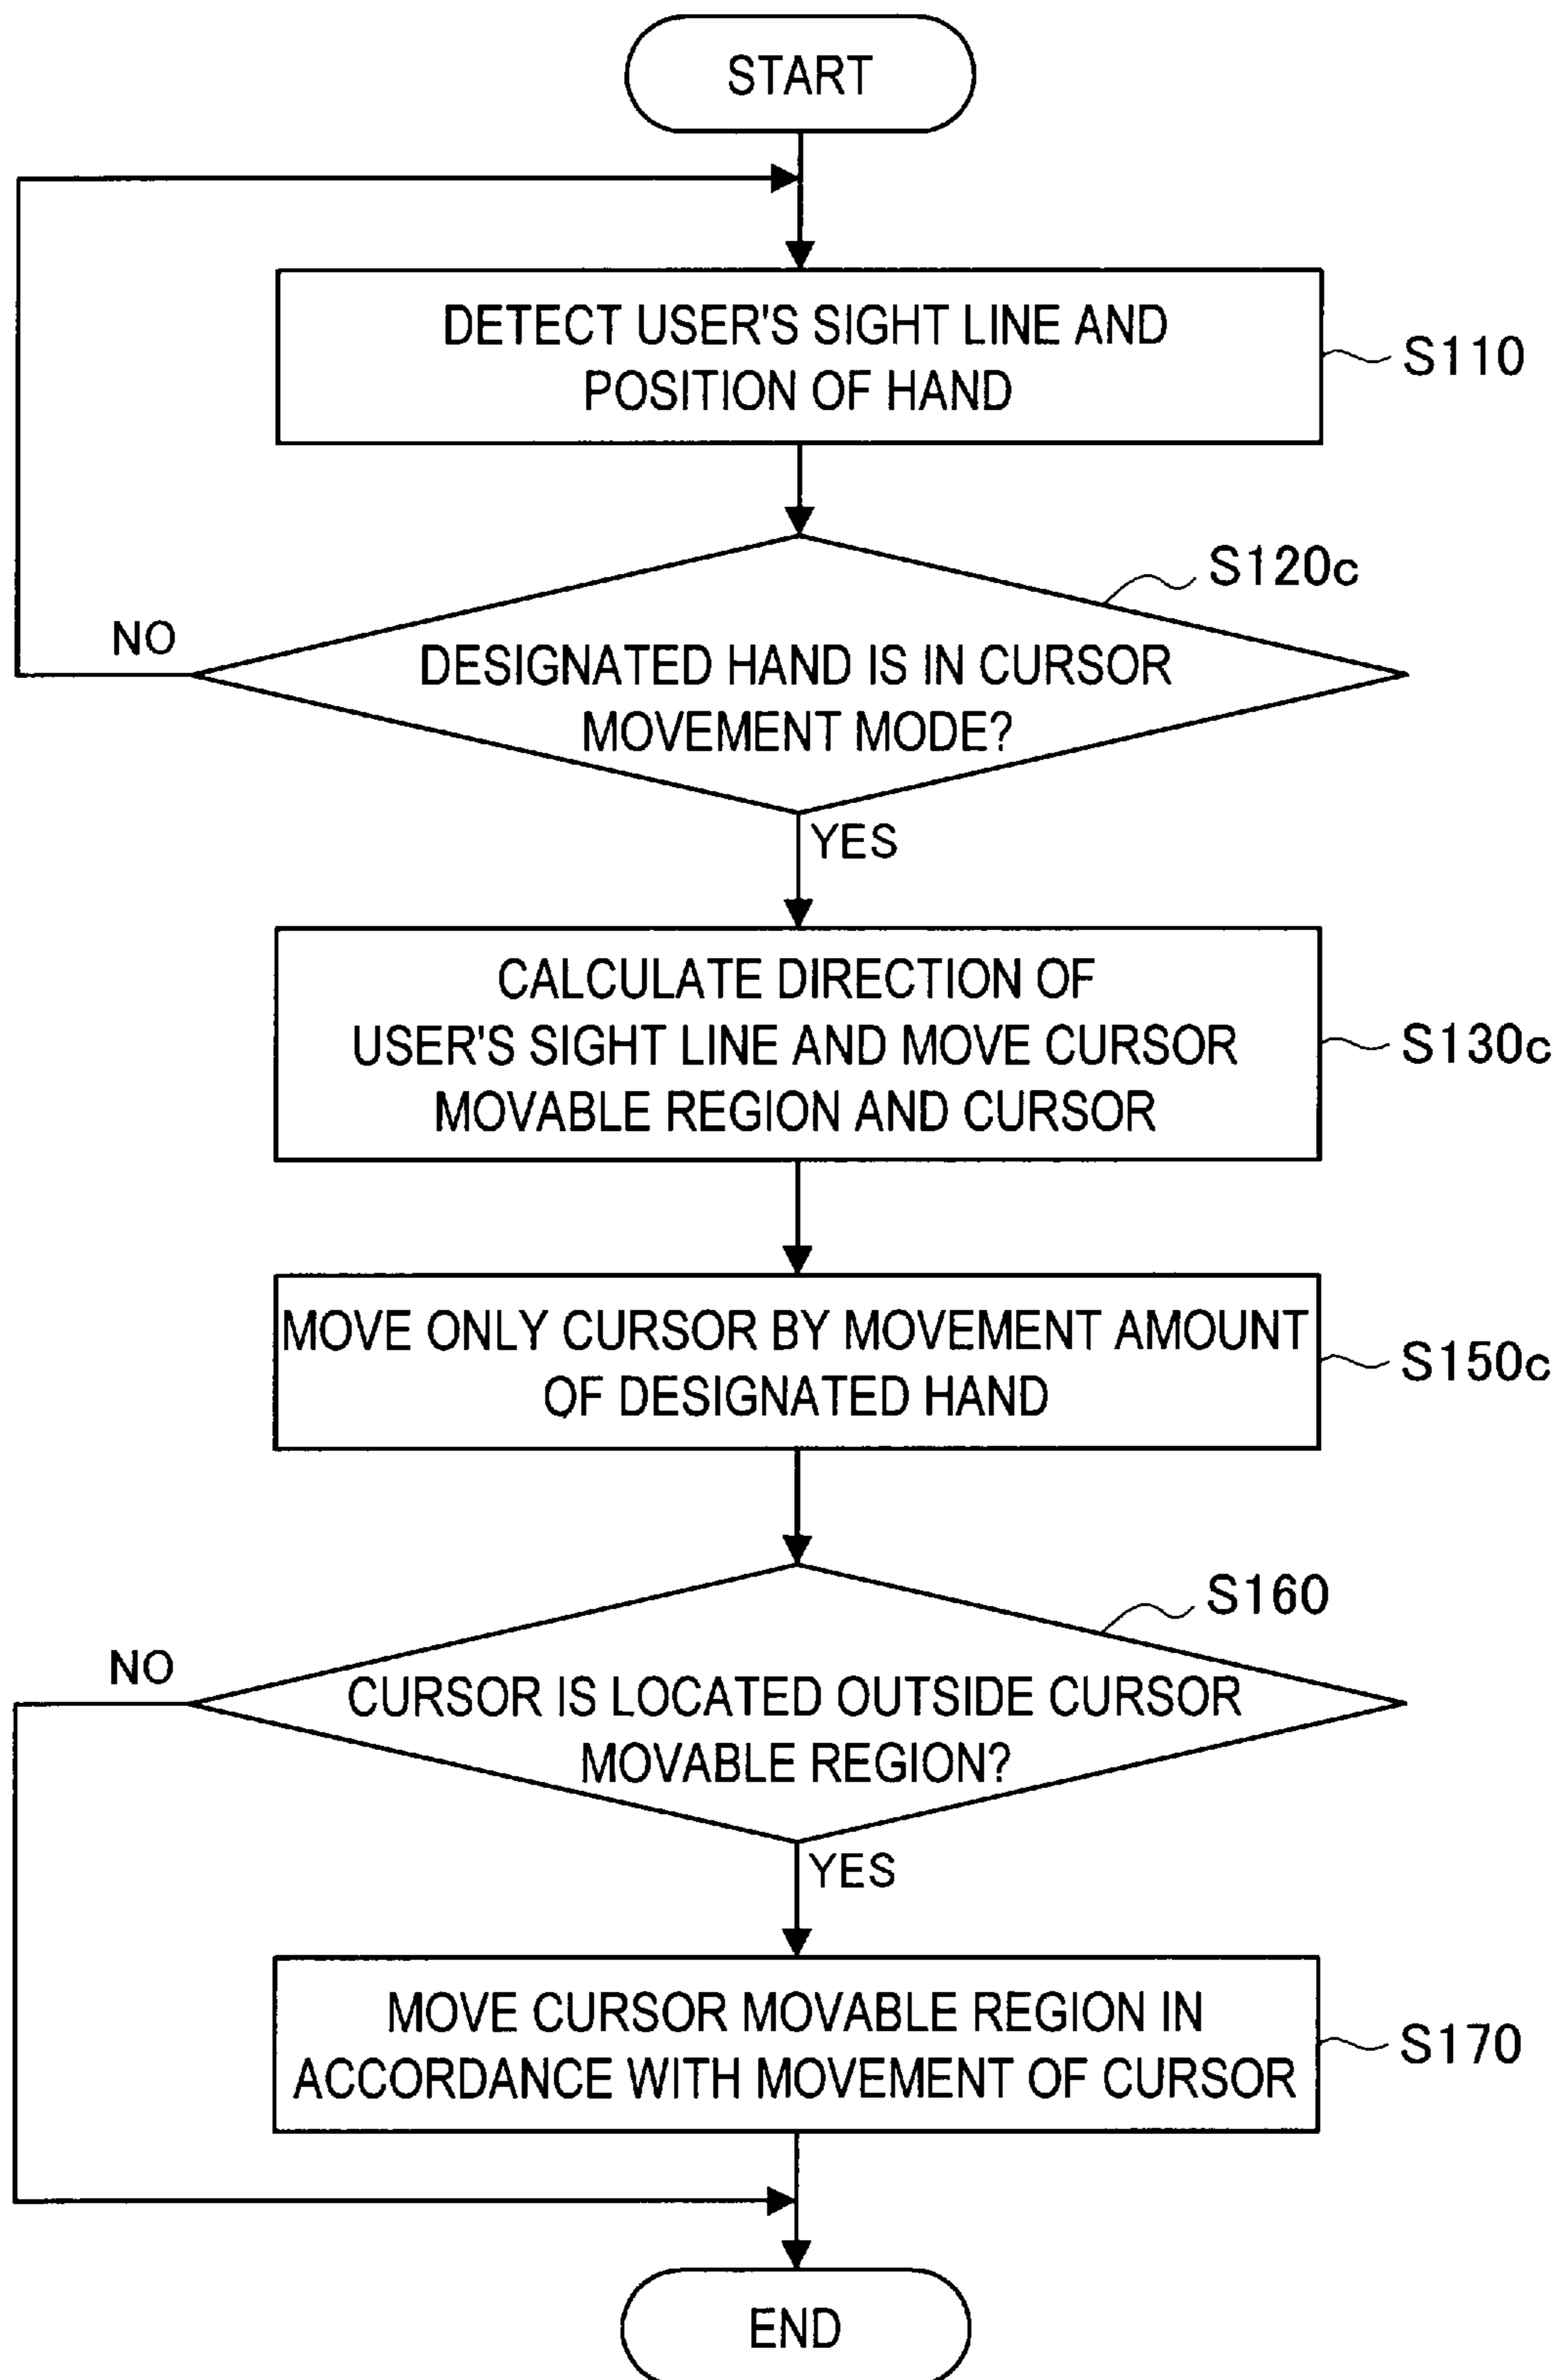 START
DETECT USER'S SIGHT LINE AND
POSITION OF HAND
S110
S120c
NO
DESIGNATED HAND IS IN CURSOR
MOVEMENT MODE?
YES
CALCULATE DIRECTION OF
USER'S SIGHT LINE AND MOVE CURSOR
MOVABLE REGION AND CURSOR
S130c
MOVE ONLY CURSOR BY MOVEMENT AMOUNT
OF DESIGNATED HAND
S150c
S160
NO
CURSOR IS LOCATED OUTSIDE CURSOR
MOVABLE REGION?
YES
MOVE CURSOR MOVABLE REGION IN
ACCORDANCE WITH MOVEMENT OF CURSOR
S170
END